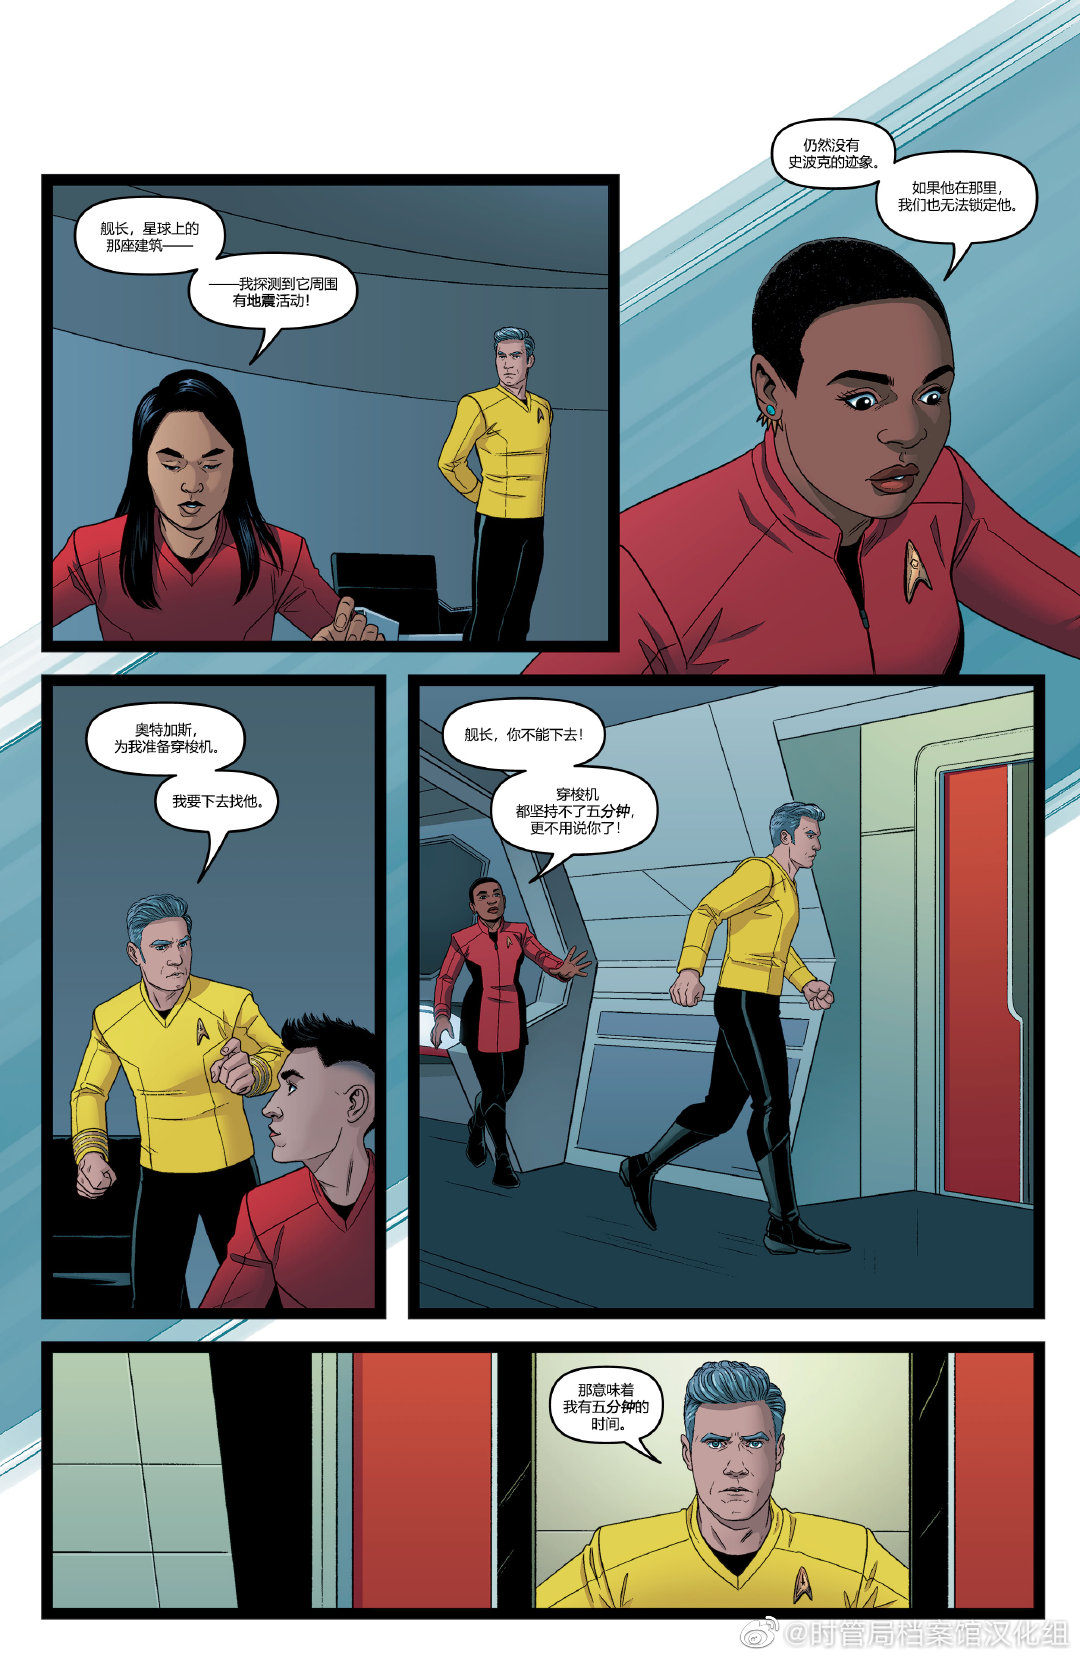 舰长，星球上的
那座建筑——
——我探测到它周围
有地震活动！
仍然没有
史波克的迹象。
如果他在那里，
我们也无法锁定他。
奥特加斯，
为我准备穿梭机。
我要下去找他。
舰长，你不能下去！
穿梭机
都坚持不了五分钟，
更不用说你了！
那意味着
我有五分钟的
时间。
@时管局档案馆汉化组